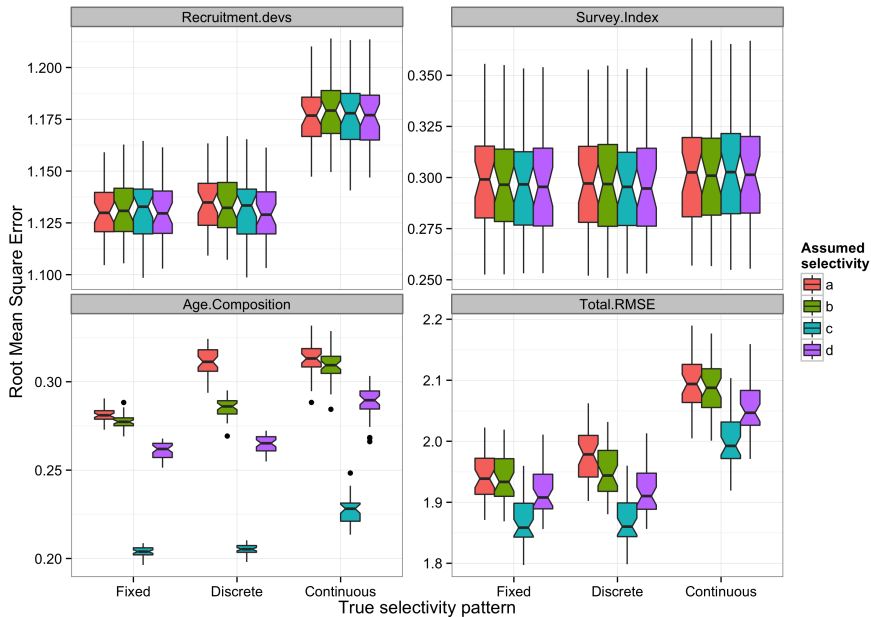 Recruitment.devs
Survey.Index
1.200
1.175
1.150
1.125
1.100
0.350
0.325
0.300
0.275
0.250
Root Mean Square Error
Age.Composition
Total.RMSE
0.30
0.25
0.20
2.2
2.1
2.0
1.9
1.8
Fixed Discrete Continuous
Fixed Discrete Continuous
True selectivity pattern
Assumed
selectivity
a
b
c
d